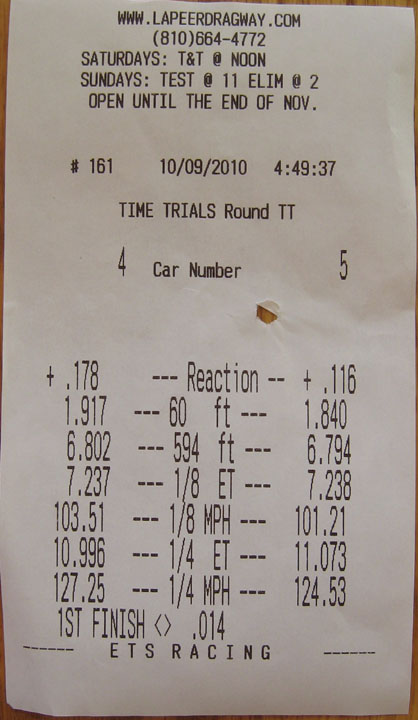 WWW.LAPEERDRAGWAY.COM
(810)664-4772
SATURDAYS: T&T @ NOON
SUNDAYS: TEST @ 11 ELIM @ 2
OPEN UNTIL THE END OF NOV.
# 161 10/09/2010 4:49:37
TIME TRIALS Round TT
4 Car Number 5
+ .178 --- Reaction -- + .116
1.917 --- 60 ft --- 1.840
6.802 --- 594 ft --- 6.794
7.237 --- 1/8 ET --- 7.238
103.51 --- 1/8 MPH --- 101.21
10.996 --- 1/4 ET --- 11.073
127.25 --- 1/4 MPH --- 124.53
1ST FINISH <> .014
------ ETS RACING ------